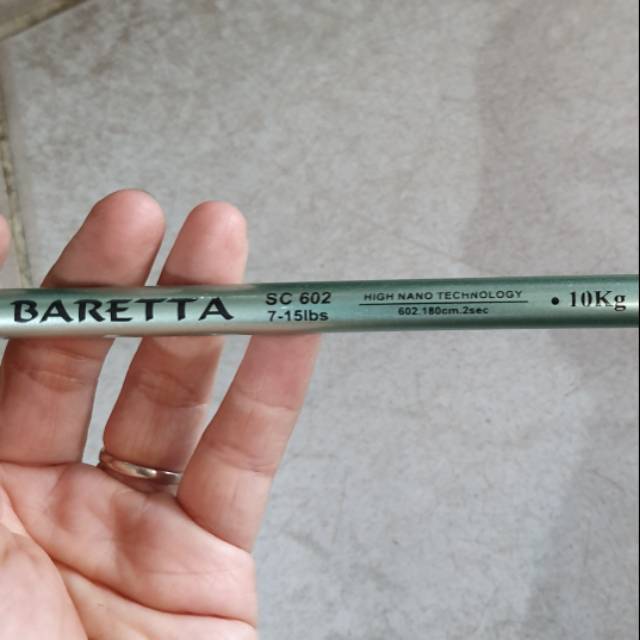 BARETTA
SC 602
7-15lbs
HIGH NANO TECHNOLOGY
602.180cm.2sec
• 10Kg